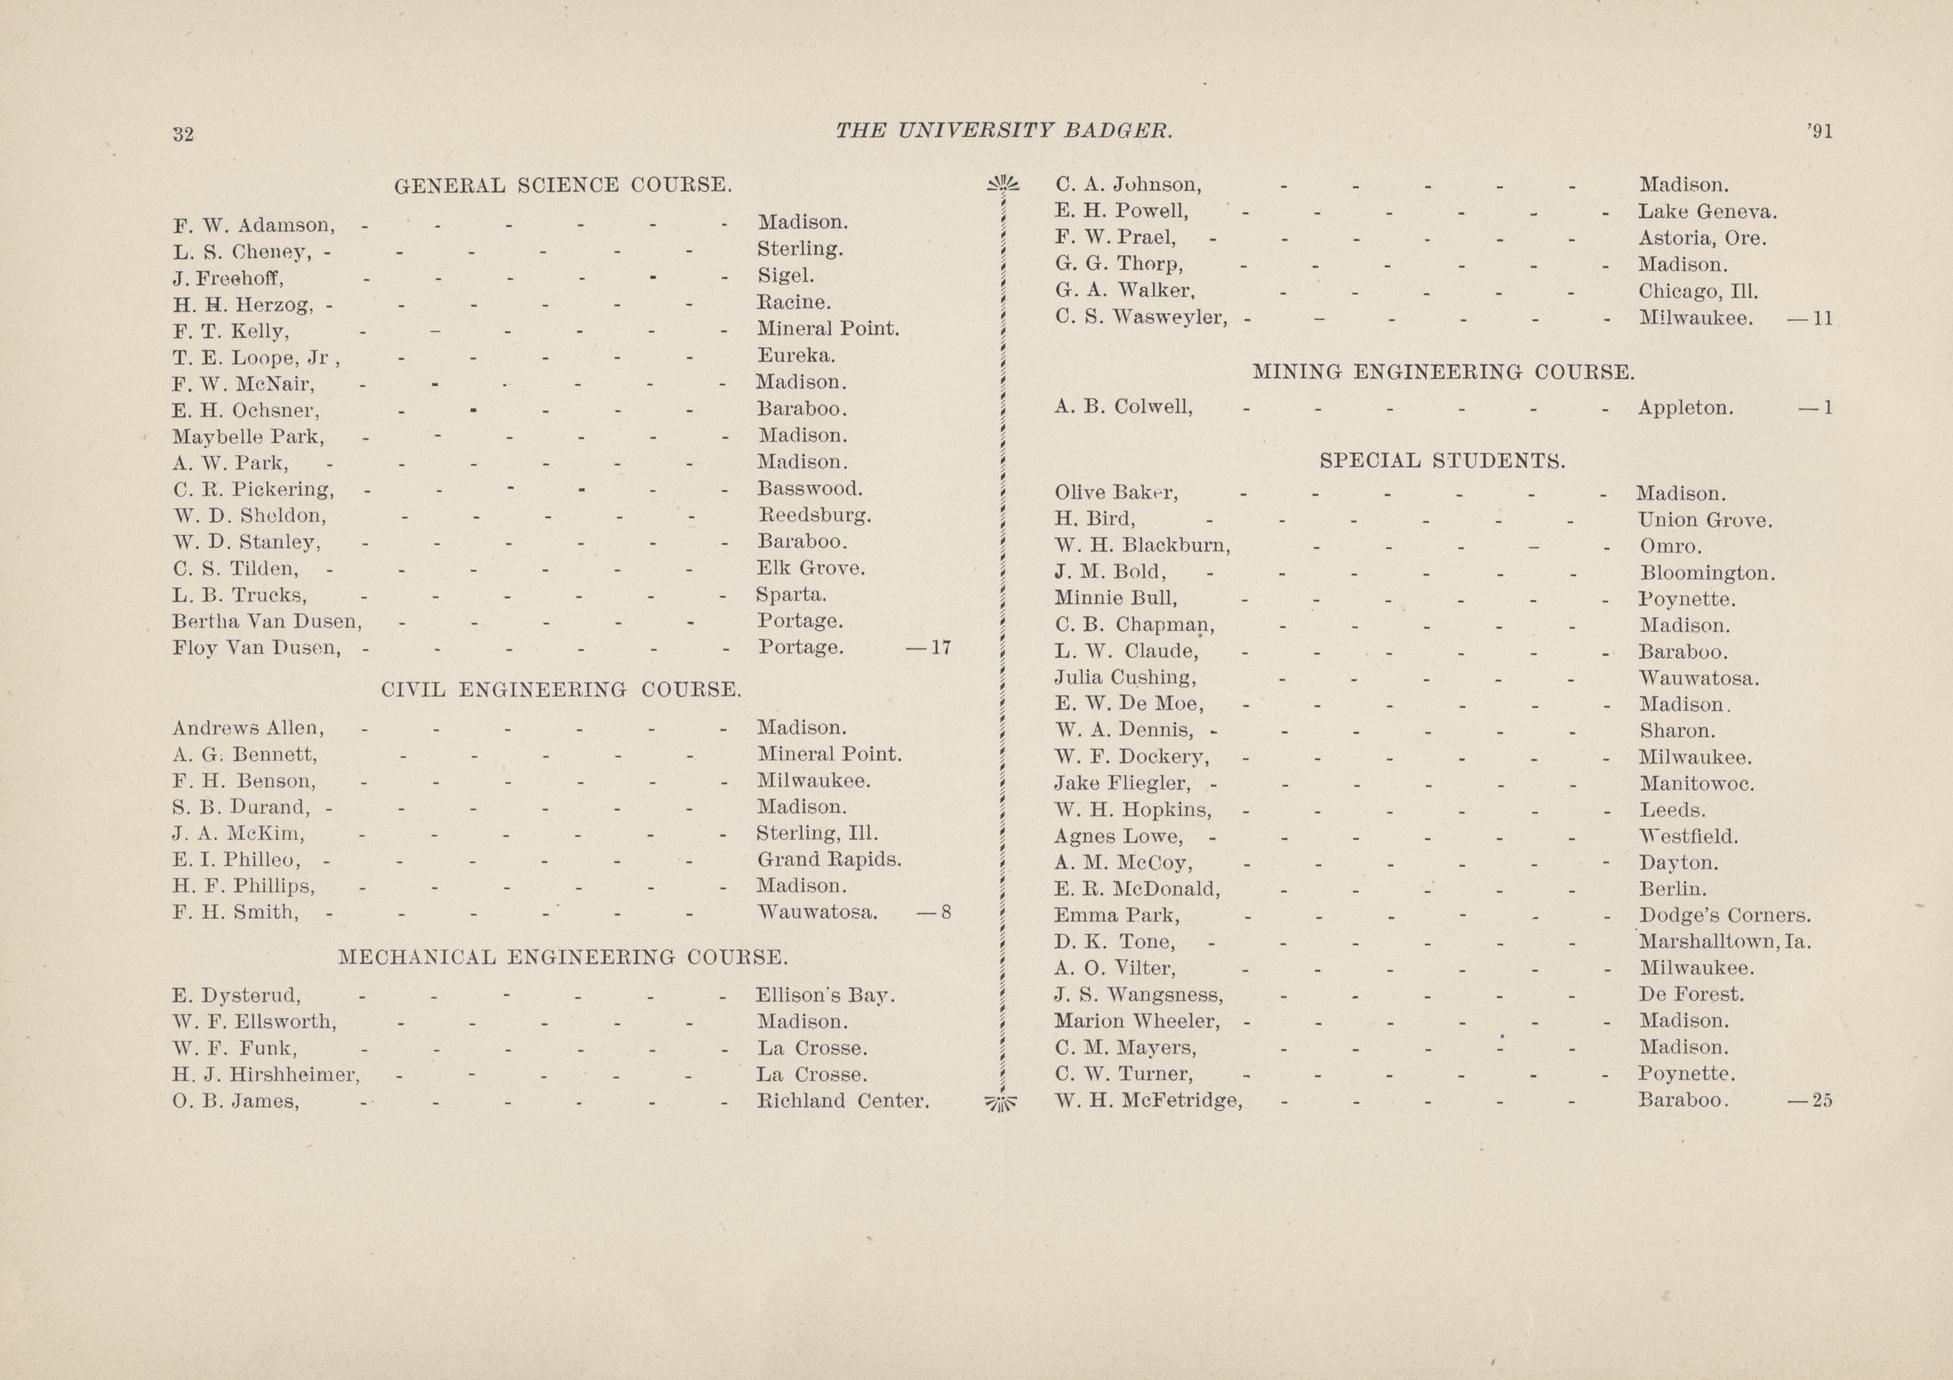 32
THE UNIVERSITY BADGER.
'91
GENERAL SCIENCE COURSE.
F. W. Adamson, - - - - - - Madison.
L. S. Cheney, - - - - - - Sterling.
J. Freehoff, - - - - - - Sigel.
H. H. Herzog, - - - - - - Racine.
F. T. Kelly, - - - - - - Mineral Point.
T. E. Loope, Jr , - - - - - Eureka.
F. W. McNair, - - - - - - Madison.
E. H. Ochsner, - - - - - Baraboo.
Maybelle Park, - - - - - - Madison.
A. W. Park, - - - - - - Madison.
C. R. Pickering, - - - - - - Basswood.
W. D. Sheldon, - - - - - Reedsburg.
W. D. Stanley, - - - - - - Baraboo.
C. S. Tilden, - - - - - - Elk Grove.
L. B. Trucks, - - - - - - Sparta.
Bertha Van Dusen, - - - - - Portage.
Floy Van Dusen, - - - - - - Portage. —17
CIVIL ENGINEERING COURSE.
Andrews Allen, - - - - - - Madison.
A. G. Bennett, - - - - - Mineral Point.
F. H. Benson, - - - - - - Milwaukee.
S. B. Durand, - - - - - - Madison.
J. A. McKim, - - - - - - Sterling, Ill.
E. I. Philleo, - - - - - - Grand Rapids.
H. F. Phillips, - - - - - - Madison.
F. H. Smith, - - - - - - Wauwatosa. —8
MECHANICAL ENGINEERING COURSE.
E. Dysterud, - - - - - - Ellison's Bay.
W. F. Ellsworth, - - - - - Madison.
W. F. Funk, - - - - - - La Crosse.
H. J. Hirshheimer, - - - - - La Crosse.
O. B. James, - - - - - - Richland Center.
C. A. Johnson, - - - - - Madison.
E. H. Powell, - - - - - - Lake Geneva.
F. W. Prael, - - - - - - Astoria, Ore.
G. G. Thorp, - - - - - - Madison.
G. A. Walker, - - - - - Chicago, Ill.
C. S. Wasweyler, - - - - - - Milwaukee. —11
MINING ENGINEERING COURSE.
A. B. Colwell, - - - - - - Appleton. —1
SPECIAL STUDENTS.
Olive Baker, - - - - - - Madison.
H. Bird, - - - - - - Union Grove.
W. H. Blackburn, - - - - - Omro.
J. M. Bold, - - - - - - Bloomington.
Minnie Bull, - - - - - - Poynette.
C. B. Chapman, - - - - - Madison.
L. W. Claude, - - - - - - Baraboo.
Julia Cushing, - - - - - Wauwatosa.
E. W. De Moe, - - - - - - Madison.
W. A. Dennis, - - - - - - Sharon.
W. F. Dockery, - - - - - - Milwaukee.
Jake Fliegler, - - - - - - Manitowoc.
W. H. Hopkins, - - - - - - Leeds.
Agnes Lowe, - - - - - - Westfield.
A. M. McCoy, - - - - - - Dayton.
E. R. McDonald, - - - - - Berlin.
Emma Park, - - - - - - Dodge's Corners.
D. K. Tone, - - - - - - Marshalltown, Ia.
A. O. Vilter, - - - - - - Milwaukee.
J. S. Wangsness, - - - - - De Forest.
Marion Wheeler, - - - - - - Madison.
C. M. Mayers, - - - - - Madison.
C. W. Turner, - - - - - - Poynette.
W. H. McFetridge, - - - - - Baraboo. —25